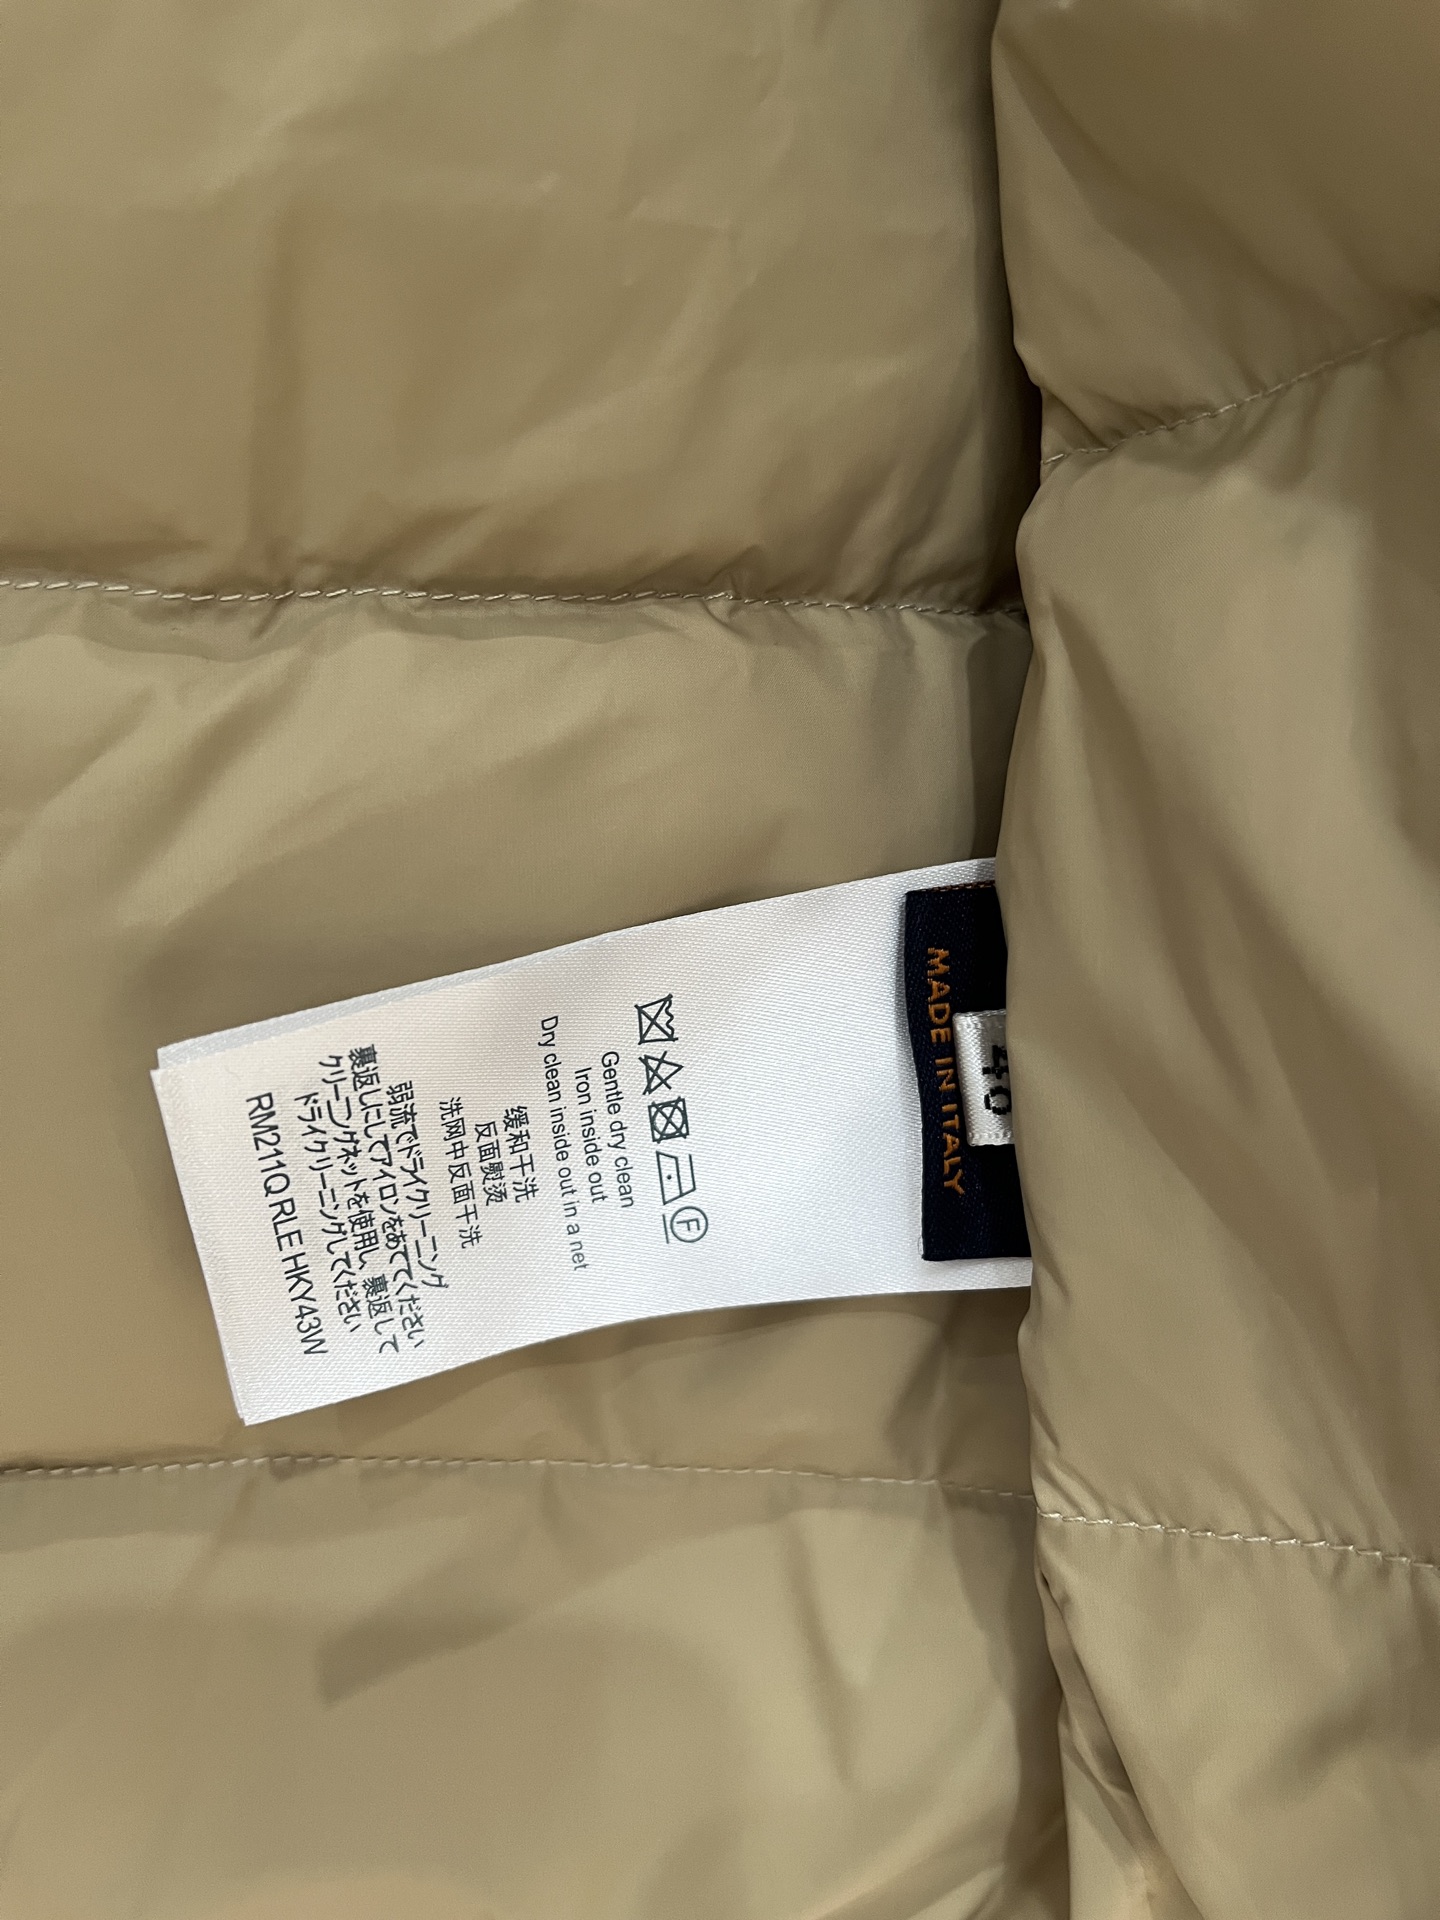 MADE IN ITALY
40
F
Gentle dry clean
Iron inside out
Dry clean inside out in a net
缓和干洗
反面熨烫
洗网中反面干洗
弱流でドライクリーニング
裏返しにしてアイロンをあててください
クリーニングネットを使用し、裏返して
ドライクリーニングしてください
RM211Q RLE HKY43W